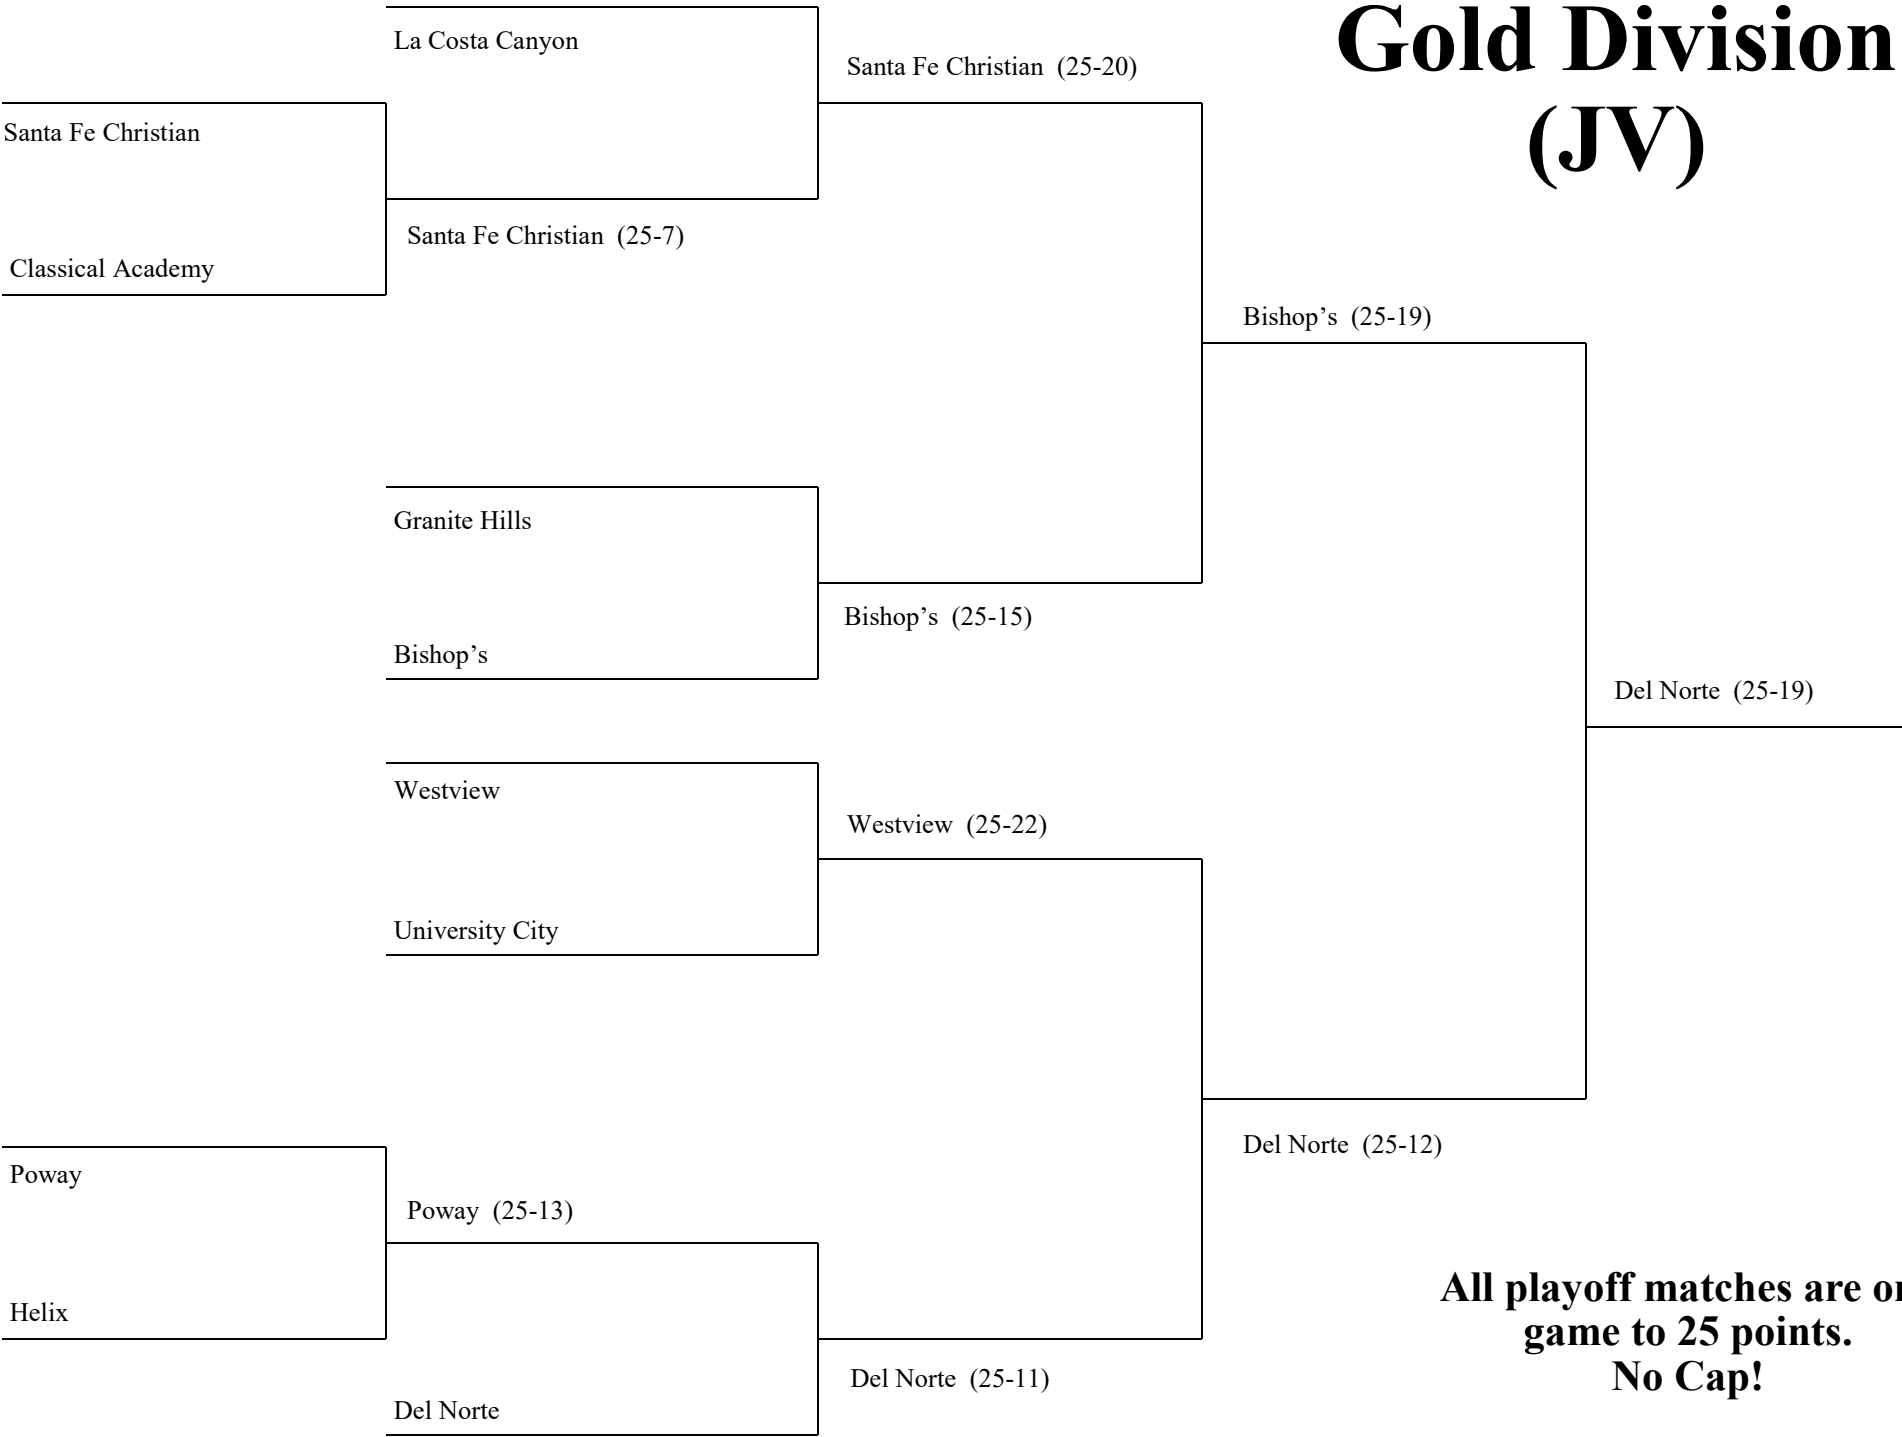 Gold Division
(JV)
La Costa Canyon
Santa Fe Christian (25-20)
Santa Fe Christian
Santa Fe Christian (25-7)
Classical Academy
Bishop’s (25-19)
Granite Hills
Bishop’s (25-15)
Bishop’s
Del Norte (25-19)
Westview
Westview (25-22)
University City
Del Norte (25-12)
Poway
Poway (25-13)
Helix
Del Norte (25-11)
Del Norte
All playoff matches are
game to 25 points.
No Cap!